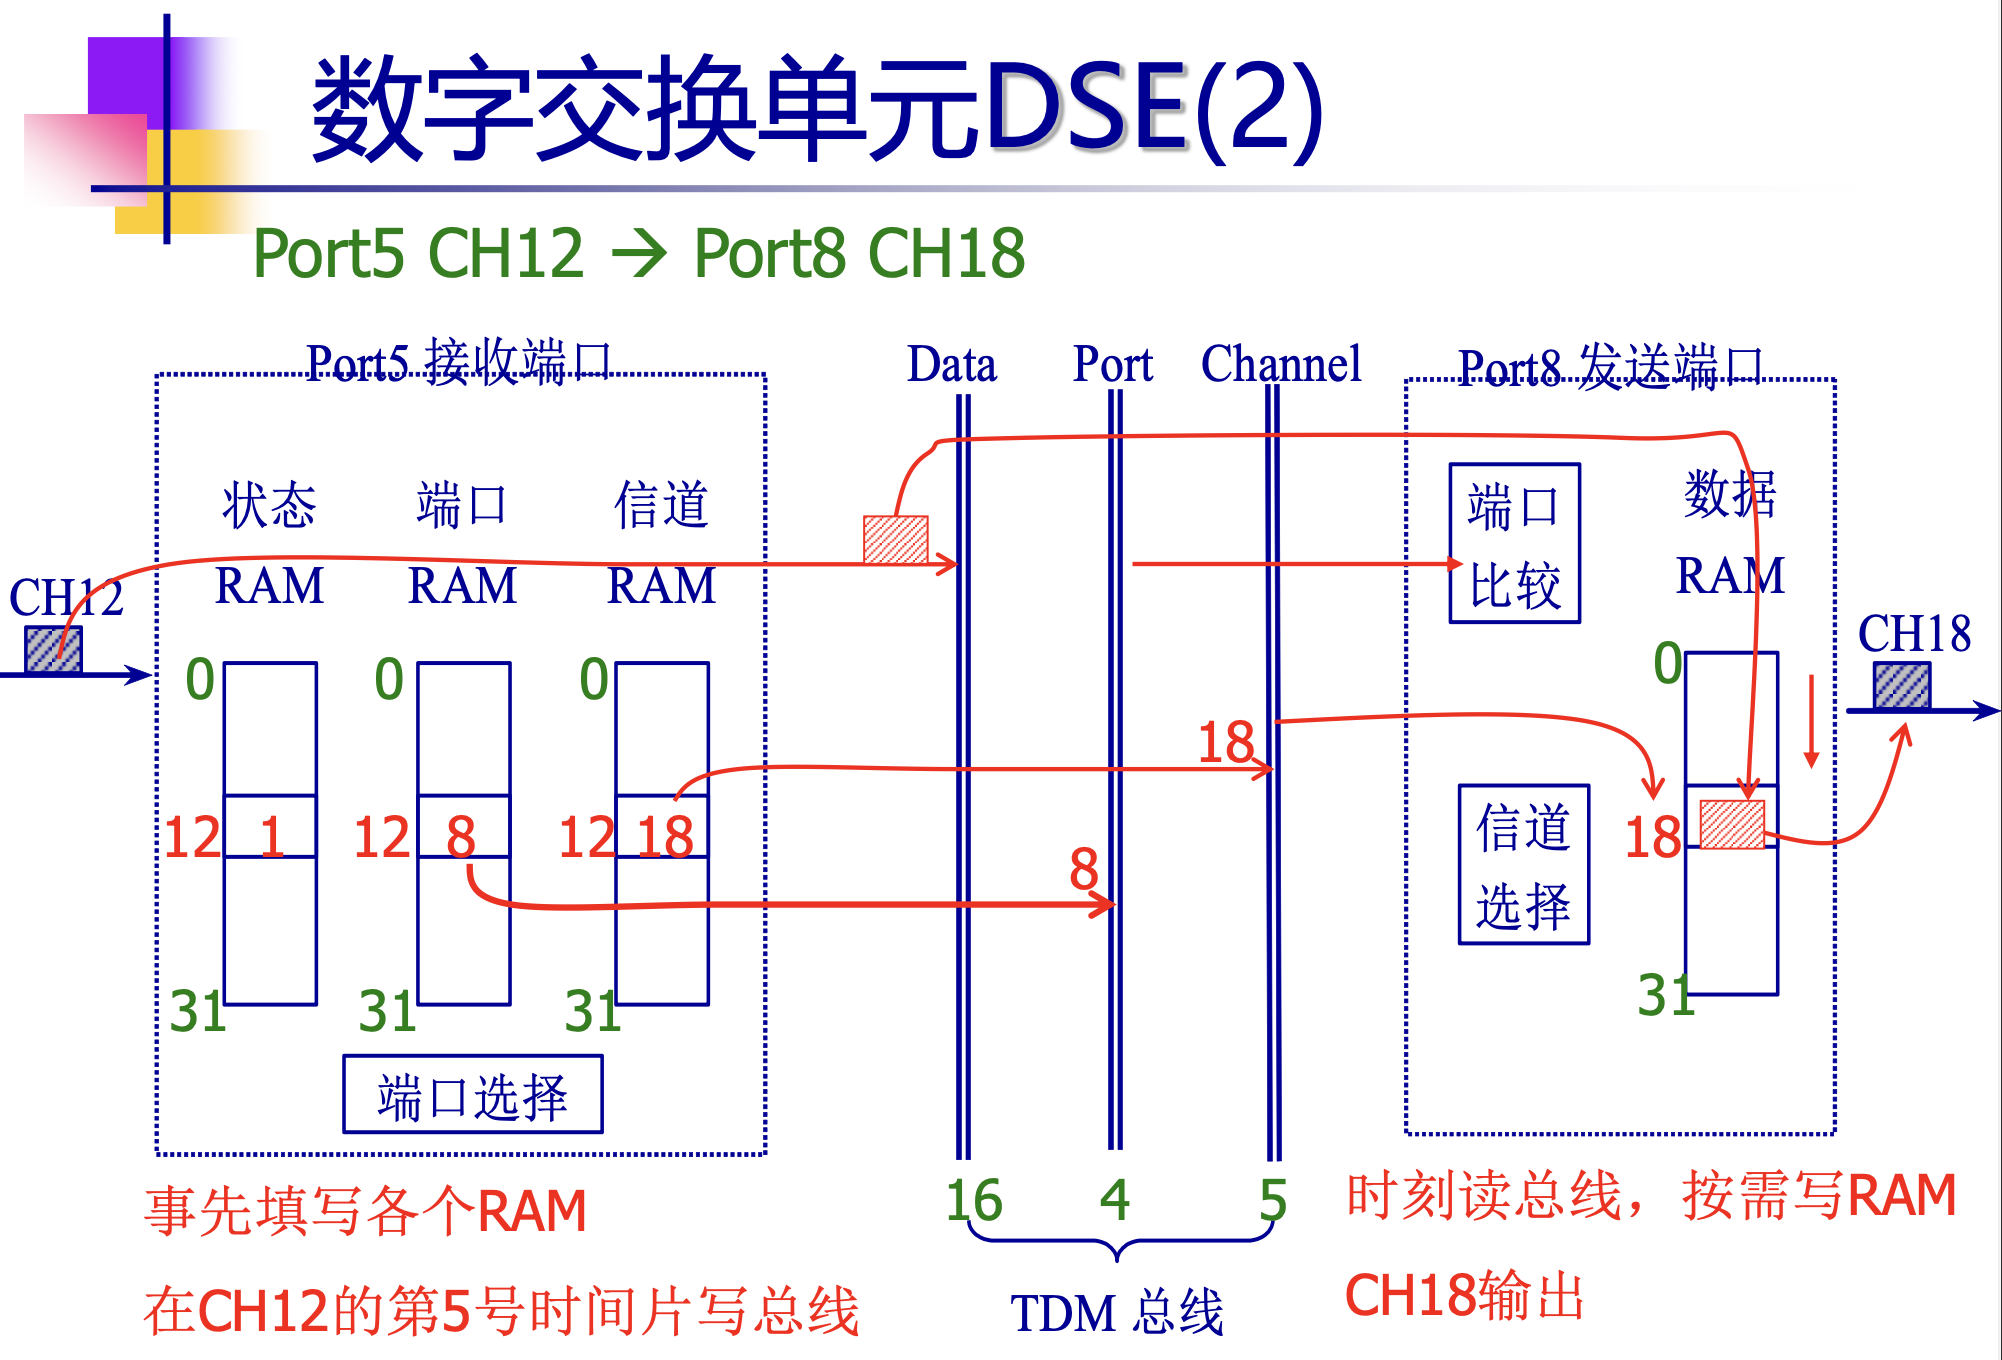 数字交换单元DSE(2)
Port5 CH12 → Port8 CH18
Port5 接收端口
Data
Port
Channel
Port8 发送端口
状态
RAM
端口
RAM
信道
RAM
端口
比较
数据
RAM
CH12
CH18
0
0
0
0
18
12 1
12 8
12 18
8
信道
选择
18
31
31
31
31
端口选择
16
4
5
TDM 总线
事先填写各个RAM
在CH12的第5号时间片写总线
时刻读总线，按需写RAM
CH18输出